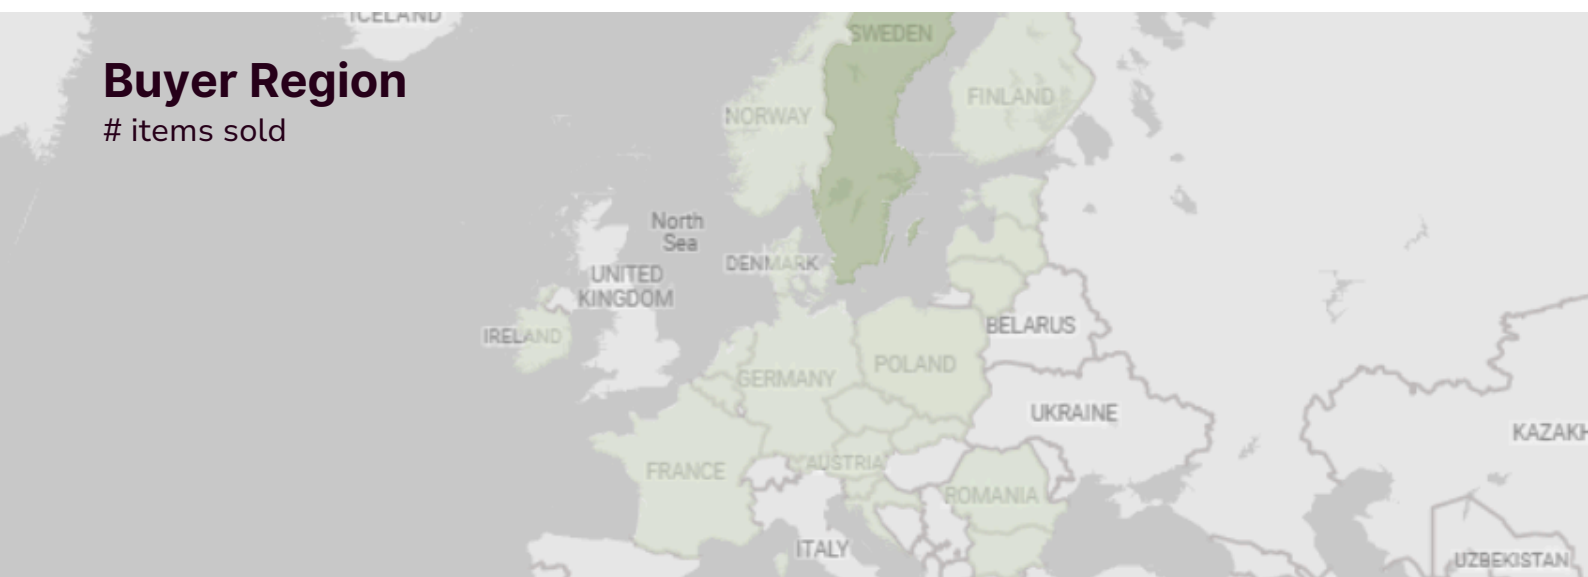 ICELAND
SWEDEN
Buyer Region
FINLAND
NORWAY
# items sold
North
Sea
DENMARK
UNITED
KINGDOM
BELARUS
IRELAND
POLAND
GERMANY
UKRAINE
KAZAKH
AUSTRIA
FRANCE
ROMANIA
ITALY
UZBEKISTAN